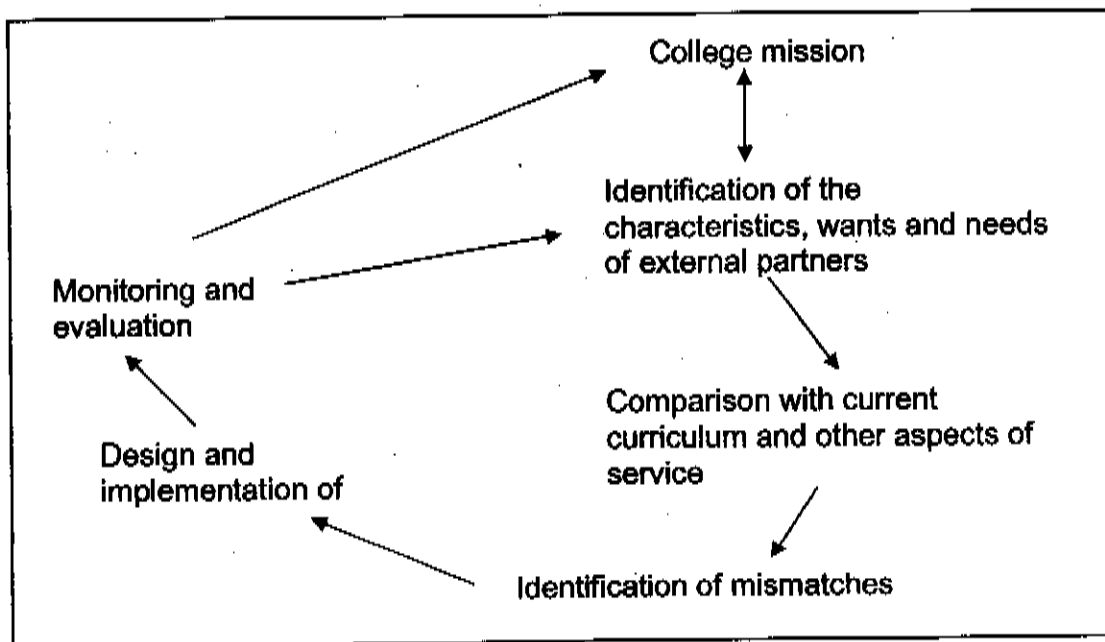 College mission
Identification of the
characteristics, wants and needs
of external partners
Monitoring and
evaluation
Comparison with current
curriculum and other aspects of
service
Design and
implementation of
Identification of mismatches